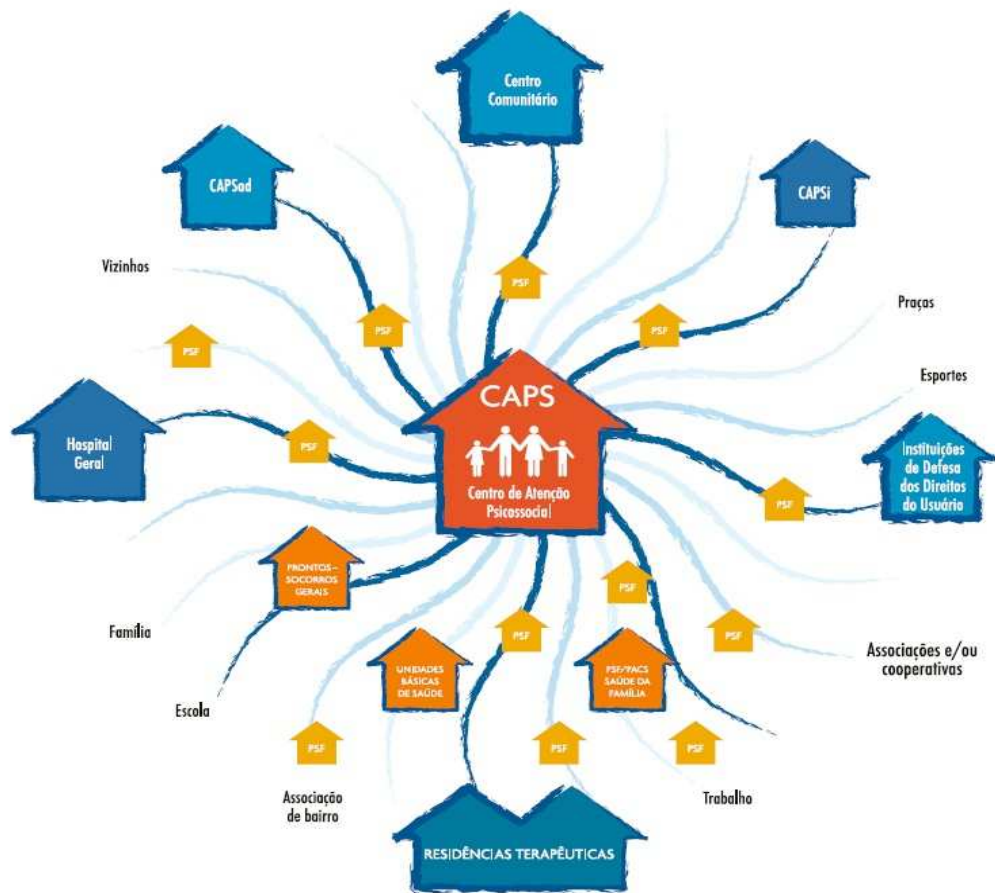 Centro
Comunitário
CAPSad
CAPSi
Vizinhos
PSF
PSF
PSF
PSF
Praças
PSF
Esportes
CAPS
Centro de Atenção
Psicossocial
Hospital
Geral
PSF
Instituições
de Defesa
dos Direitos
do Usuário
PSF
PRONTOS-
SOCORROS
GERAIS
PSF
Família
PSF
PSF
Associações e/ou
cooperativas
UNIDADES
BÁSICAS
DE SAÚDE
PSF/PACS
SAÚDE DA
FAMÍLIA
Escola
PSF
PSF
PSF
Associação
de bairro
Trabalho
RESIDÊNCIAS TERAPÊUTICAS